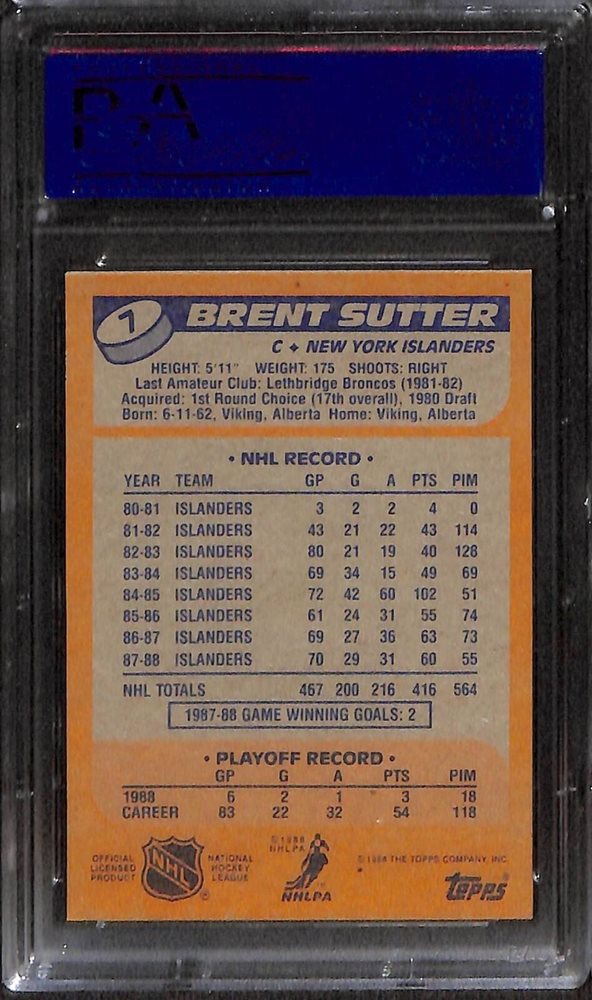 PSA
7 BRENT SUTTER
C ♦ NEW YORK ISLANDERS
HEIGHT: 5'11" WEIGHT: 175 SHOOTS: RIGHT
Last Amateur Club: Lethbridge Broncos (1981-82)
Acquired: 1st Round Choice (17th overall), 1980 Draft
Born: 6-11-62, Viking, Alberta Home: Viking, Alberta
• NHL RECORD •
YEAR TEAM GP G A PTS PIM
80-81 ISLANDERS 3 2 2 4 0
81-82 ISLANDERS 43 21 22 43 114
82-83 ISLANDERS 80 21 19 40 128
83-84 ISLANDERS 69 34 15 49 69
84-85 ISLANDERS 72 42 60 102 51
85-86 ISLANDERS 61 24 31 55 74
86-87 ISLANDERS 69 27 36 63 73
87-88 ISLANDERS 70 29 31 60 55
NHL TOTALS 467 200 216 416 564
1987-88 GAME WINNING GOALS: 2
• PLAYOFF RECORD •
GP G A PTS PIM
1988 6 2 1 3 18
CAREER 83 22 32 54 118
OFFICIAL LICENSED PRODUCT
NHL
®
NATIONAL HOCKEY LEAGUE
© 1988 NHLPA
NHLPA
© 1988 THE TOPPS COMPANY, INC.
topps®